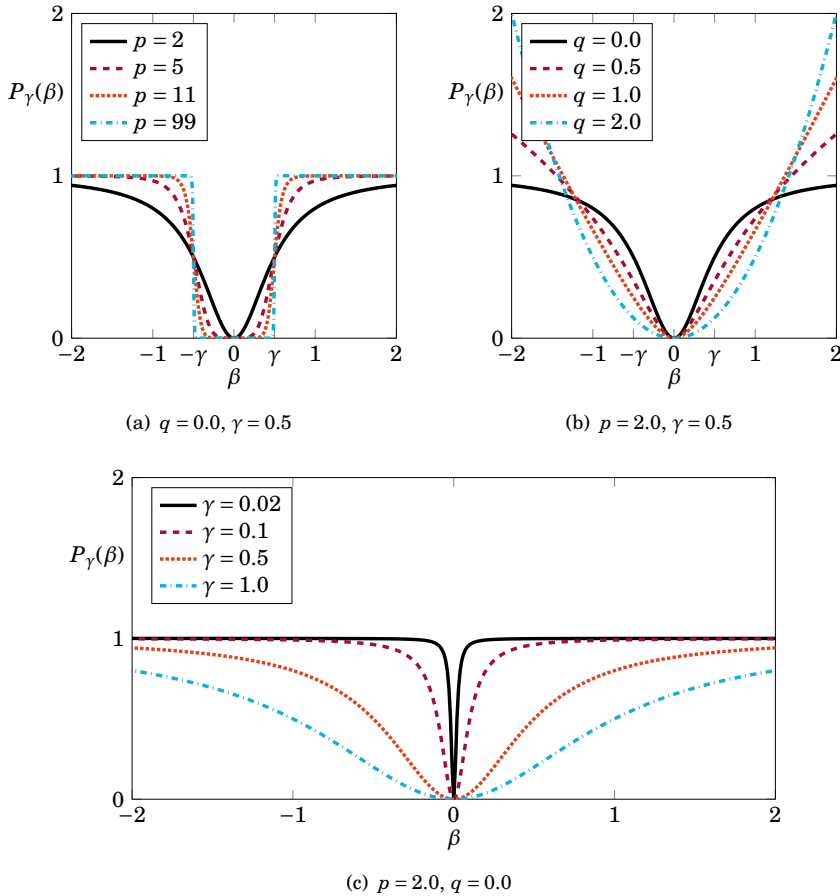 2
p = 2
p = 5
p = 11
p = 99
P_γ(β)
1
0
−2 −1 −γ 0 γ 1 2
β
(a) q = 0.0, γ = 0.5
2
q = 0.0
q = 0.5
q = 1.0
q = 2.0
P_γ(β)
1
0
−2 −1 −γ 0 γ 1 2
β
(b) p = 2.0, γ = 0.5
2
γ = 0.02
γ = 0.1
γ = 0.5
γ = 1.0
P_γ(β)
1
0
−2 −1 0 1 2
β
(c) p = 2.0, q = 0.0